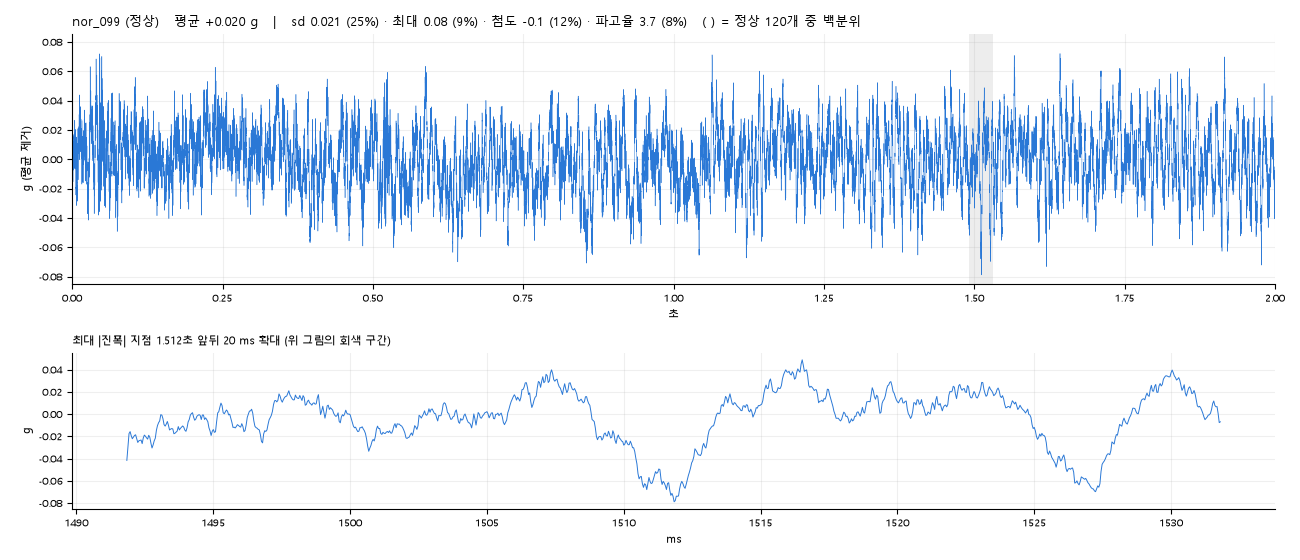 nor_099 (정상)    평균 +0.020 g    |    sd 0.021 (25%) · 최대 0.08 (9%) · 첨도 -0.1 (12%) · 파고율 3.7 (8%)    ( ) = 정상 120개 중 백분위
0.08
0.06
0.04
0.02
0.00
-0.02
-0.04
-0.06
-0.08
g (평균 제거)
0.00 0.25 0.50 0.75 1.00 1.25 1.50 1.75 2.00
초
최대 |진폭| 지점 1.512초 앞뒤 20 ms 확대 (위 그림의 회색 구간)
0.04
0.02
0.00
-0.02
-0.04
-0.06
-0.08
g
1490 1495 1500 1505 1510 1515 1520 1525 1530
ms